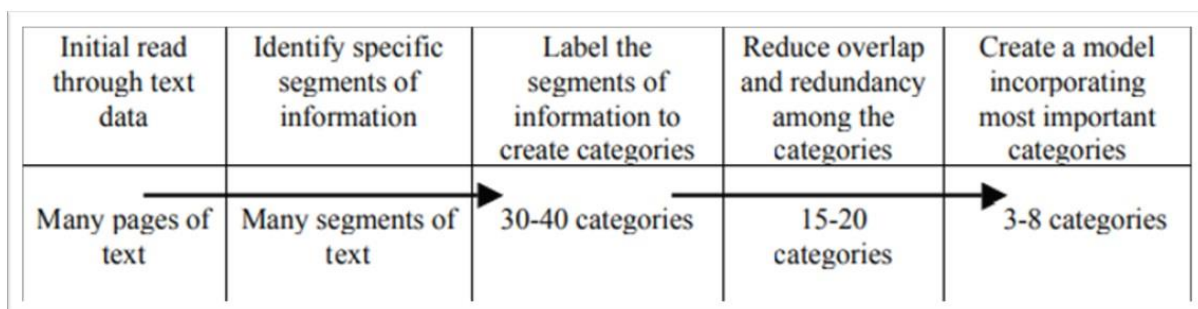 Initial read
through text
data
Identify specific
segments of
information
Label the
segments of
information to
create categories
Reduce overlap
and redundancy
among the
categories
Create a model
incorporating
most important
categories
Many pages of
text
Many segments of
text
30-40 categories
15-20
categories
3-8 categories